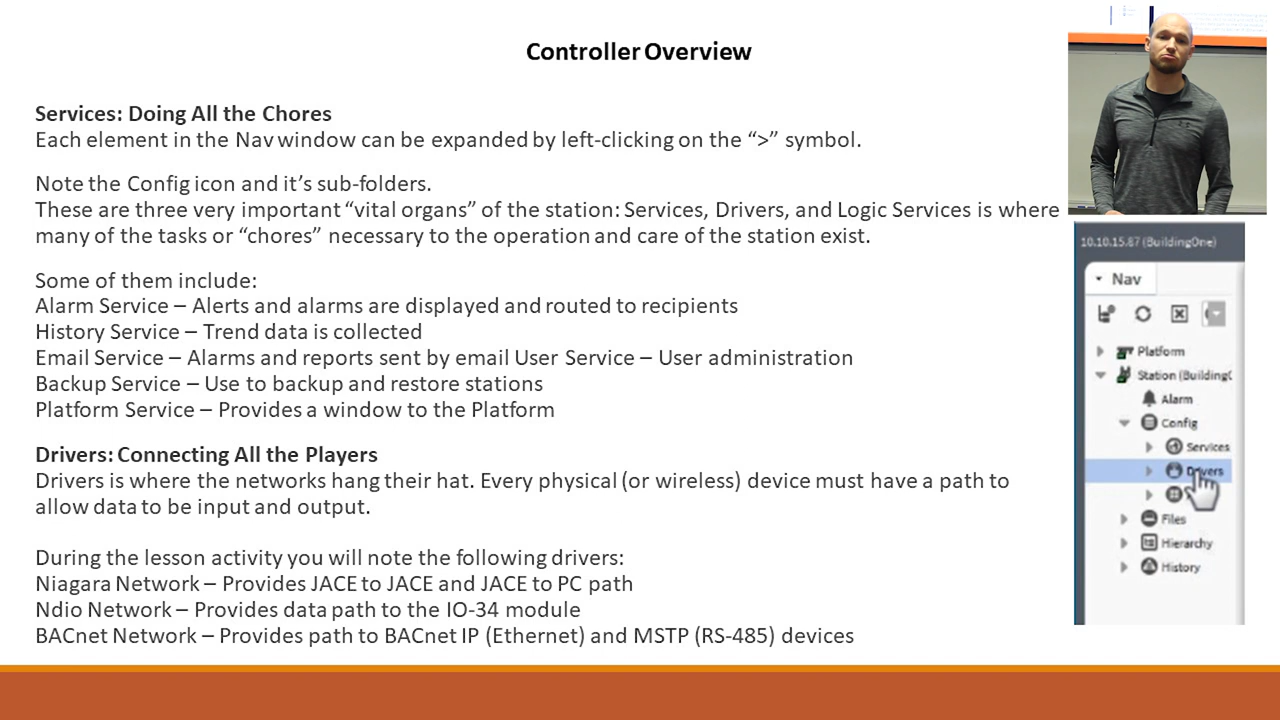 Controller Overview
Services: Doing All the Chores
Each element in the Nav window can be expanded by left-clicking on the “>” symbol.
Note the Config icon and it’s sub-folders.
These are three very important “vital organs” of the station: Services, Drivers, and Logic Services is where
many of the tasks or “chores” necessary to the operation and care of the station exist.
Some of them include:
Alarm Service – Alerts and alarms are displayed and routed to recipients
History Service – Trend data is collected
Email Service – Alarms and reports sent by email User Service – User administration
Backup Service – Use to backup and restore stations
Platform Service – Provides a window to the Platform
Drivers: Connecting All the Players
Drivers is where the networks hang their hat. Every physical (or wireless) device must have a path to
allow data to be input and output.
During the lesson activity you will note the following drivers:
Niagara Network – Provides JACE to JACE and JACE to PC path
Ndio Network – Provides data path to the IO-34 module
BACnet Network – Provides path to BACnet IP (Ethernet) and MSTP (RS-485) devices
10.10.15.87 (BuildingOne)
Nav
Platform
Station (Building
Alarm
Config
Services
Drivers
Files
Hierarchy
History